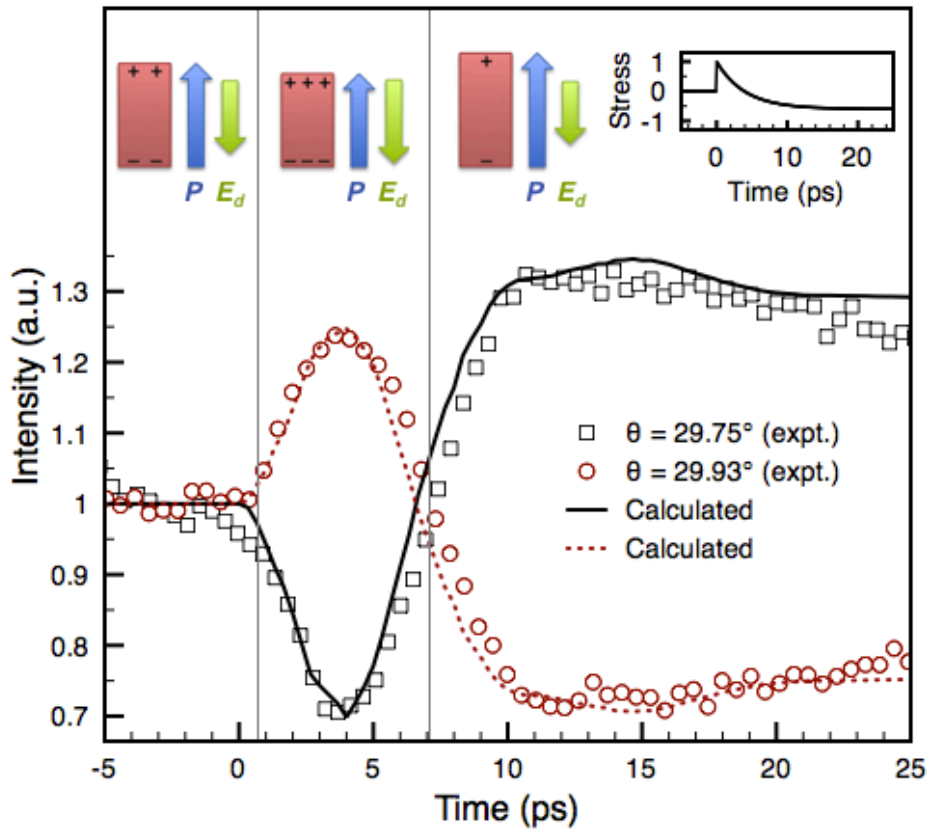 + +
− −
P E_d
+++
−−−
P E_d
+
−
P E_d
Stress
1
0
-1
0 10 20
Time (ps)
Intensity (a.u.)
1.3
1.2
1.1
1
0.9
0.8
0.7
θ = 29.75° (expt.)
θ = 29.93° (expt.)
Calculated
Calculated
-5 0 5 10 15 20 25
Time (ps)